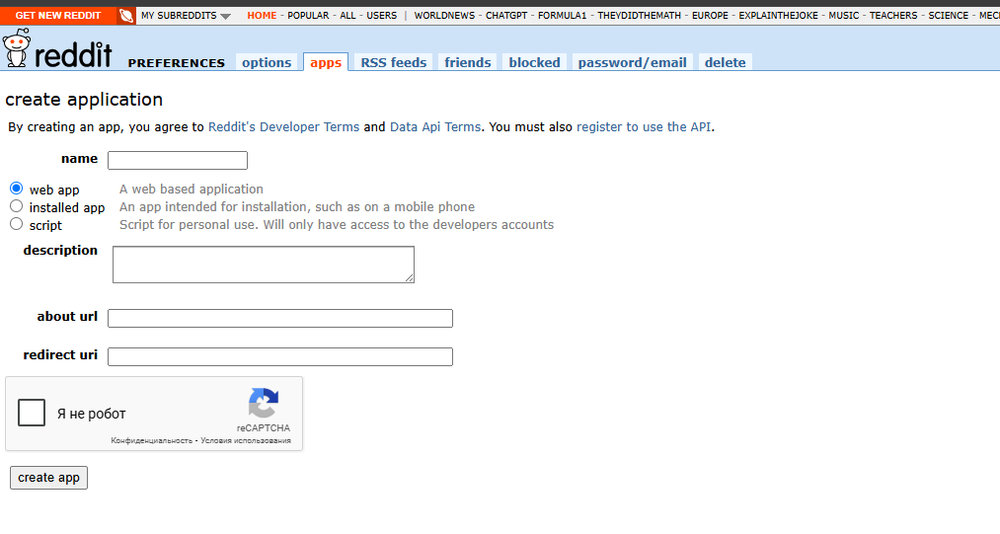 GET NEW REDDIT MY SUBREDDITS HOME - POPULAR - ALL - USERS | WORLDNEWS - CHATGPT - FORMULA1 - THEYDIDTHEMATH - EUROPE - EXPLAINTHEJOKE - MUSIC - TEACHERS - SCIENCE - MECH
reddit PREFERENCES options apps RSS feeds friends blocked password/email delete
create application
By creating an app, you agree to Reddit's Developer Terms and Data Api Terms. You must also register to use the API.
name
web app A web based application
installed app An app intended for installation, such as on a mobile phone
script Script for personal use. Will only have access to the developers accounts
description
about url
redirect uri
Я не робот
reCAPTCHA
Конфиденциальность - Условия использования
create app